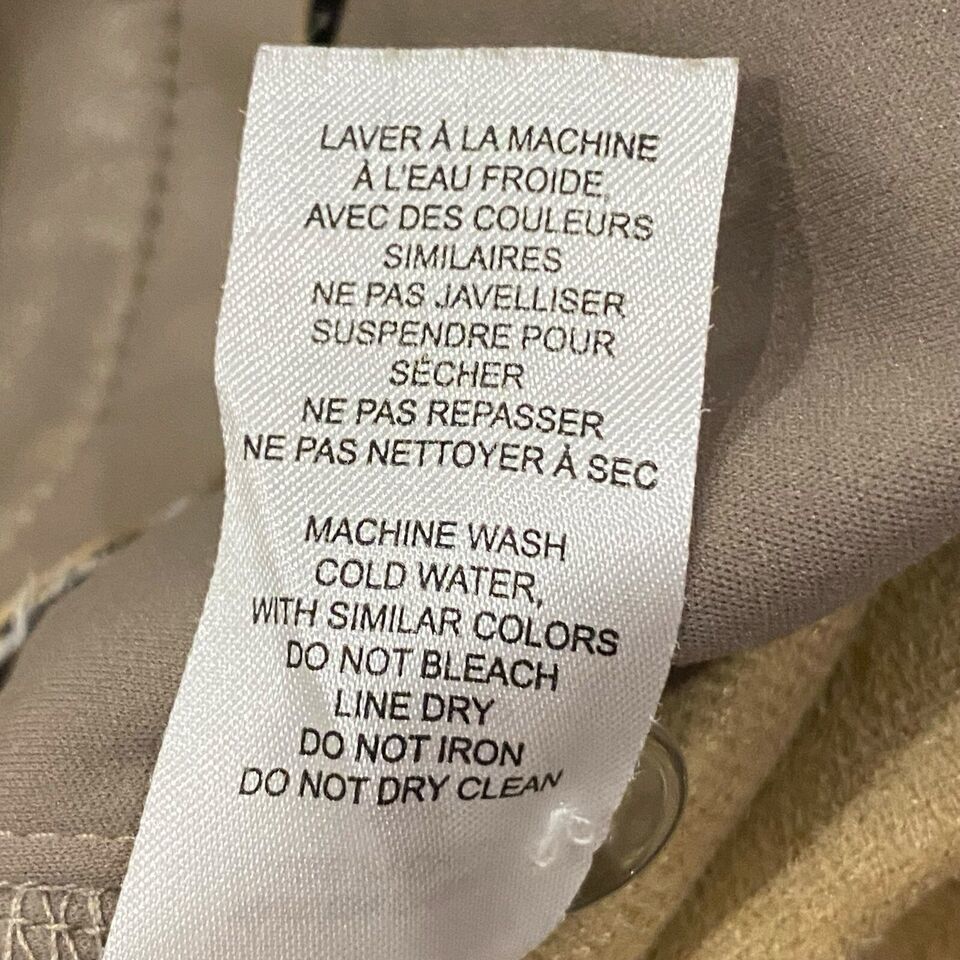 LAVER À LA MACHINE
À L'EAU FROIDE,
AVEC DES COULEURS
SIMILAIRES
NE PAS JAVELLISER
SUSPENDRE POUR
SÉCHER
NE PAS REPASSER
NE PAS NETTOYER À SEC
MACHINE WASH
COLD WATER,
WITH SIMILAR COLORS
DO NOT BLEACH
LINE DRY
DO NOT IRON
DO NOT DRY CLEAN